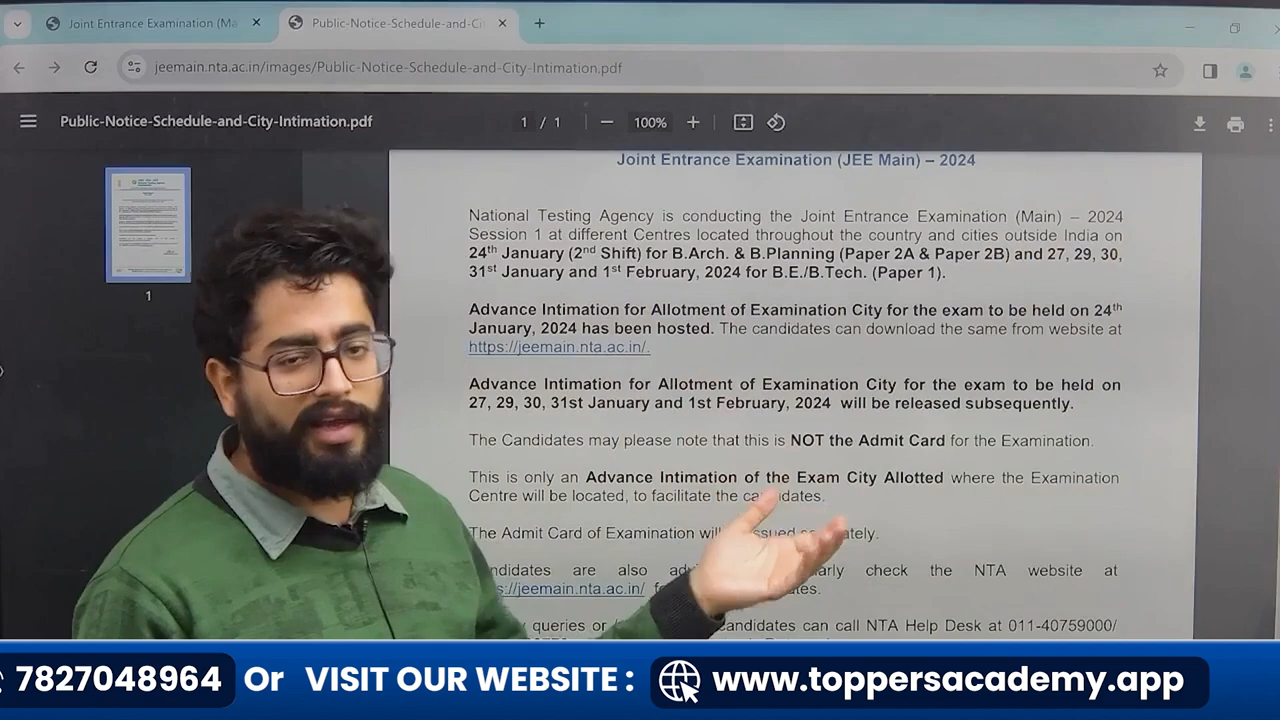 Joint Entrance Examination (Ma
Public-Notice-Schedule-and-Ci
jeemain.nta.ac.in/images/Public-Notice-Schedule-and-City-Intimation.pdf
Public-Notice-Schedule-and-City-Intimation.pdf
1 / 1
100%
1
Joint Entrance Examination (JEE Main) – 2024
National Testing Agency is conducting the Joint Entrance Examination (Main) – 2024
Session 1 at different Centres located throughout the country and cities outside India on
24th January (2nd Shift) for B.Arch. & B.Planning (Paper 2A & Paper 2B) and 27, 29, 30,
31st January and 1st February, 2024 for B.E./B.Tech. (Paper 1).
Advance Intimation for Allotment of Examination City for the exam to be held on 24th
January, 2024 has been hosted. The candidates can download the same from website at
https://jeemain.nta.ac.in/.
Advance Intimation for Allotment of Examination City for the exam to be held on
27, 29, 30, 31st January and 1st February, 2024 will be released subsequently.
The Candidates may please note that this is NOT the Admit Card for the Examination.
This is only an Advance Intimation of the Exam City Allotted where the Examination
Centre will be located, to facilitate the candidates.
The Admit Card of Examination will issued
are also check the NTA website at
s://jeemain.nta.ac.in/
queries or candidates can call NTA Help Desk at 011-40759000/
7827048964 Or VISIT OUR WEBSITE : www.toppersacademy.app